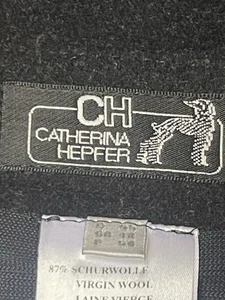 CH
CATHERINA
HEPFER
87% SCHURWOLLE
VIRGIN WOOL
LAINE VIERGE